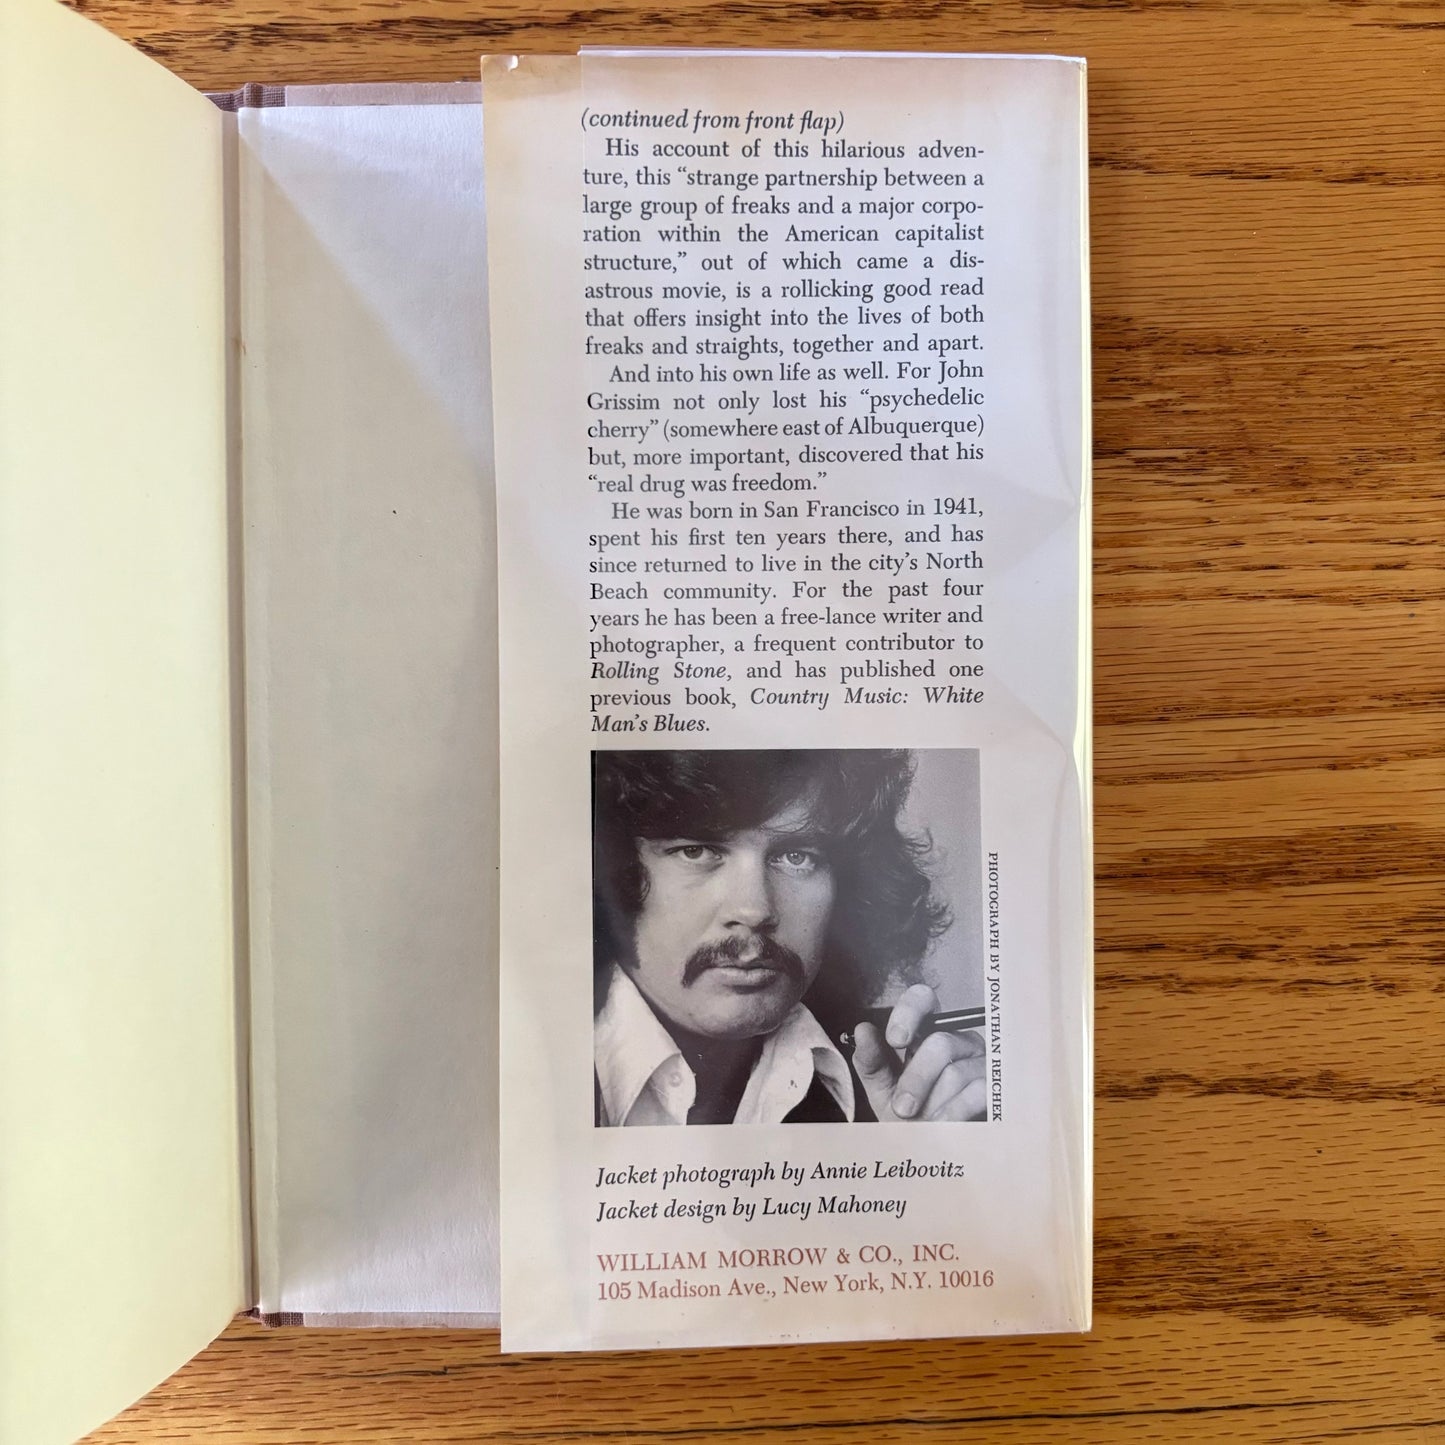 (continued from front flap)
His account of this hilarious adven-
ture, this “strange partnership between a
large group of freaks and a major corpo-
ration within the American capitalist
structure,” out of which came a dis-
astrous movie, is a rollicking good read
that offers insight into the lives of both
freaks and straights, together and apart.
And into his own life as well. For John
Grissim not only lost his “psychedelic
cherry” (somewhere east of Albuquerque)
but, more important, discovered that his
“real drug was freedom.”
He was born in San Francisco in 1941,
spent his first ten years there, and has
since returned to live in the city’s North
Beach community. For the past four
years he has been a free-lance writer and
photographer, a frequent contributor to
Rolling Stone, and has published one
previous book, Country Music: White
Man’s Blues.
PHOTOGRAPH BY JONATHAN REICHEK
Jacket photograph by Annie Leibovitz
Jacket design by Lucy Mahoney
WILLIAM MORROW & CO., INC.
105 Madison Ave., New York, N.Y. 10016